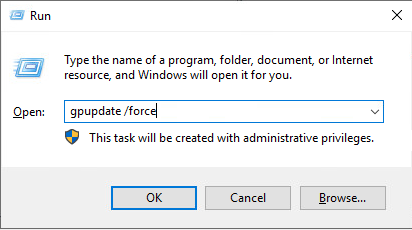 Run
Type the name of a program, folder, document, or Internet
resource, and Windows will open it for you.
Open:
gpupdate /force
This task will be created with administrative privileges.
OK
Cancel
Browse...